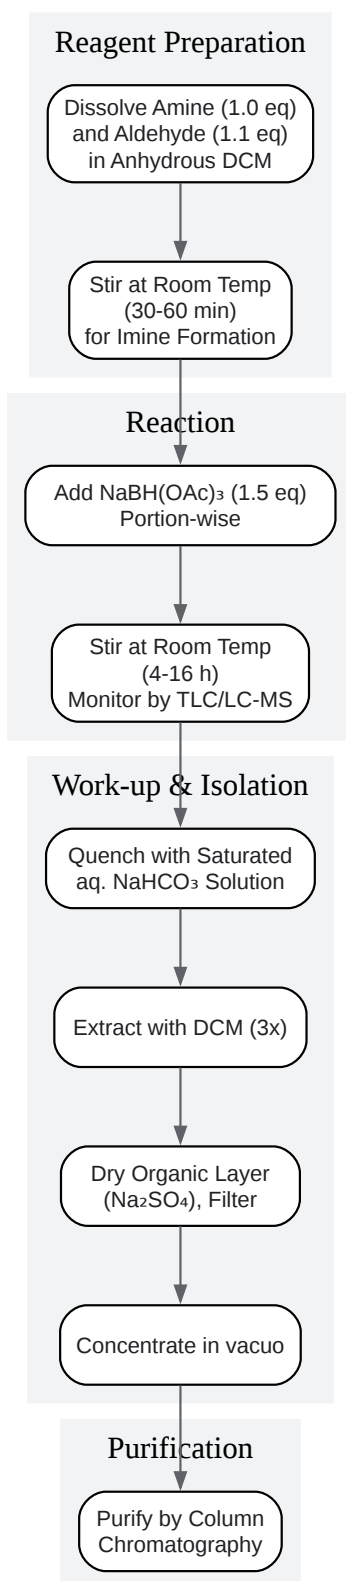 Reagent Preparation
Dissolve Amine (1.0 eq)
and Aldehyde (1.1 eq)
in Anhydrous DCM
Stir at Room Temp
(30-60 min)
for Imine Formation
Reaction
Add NaBH(OAc)₃ (1.5 eq)
Portion-wise
Stir at Room Temp
(4-16 h)
Monitor by TLC/LC-MS
Work-up & Isolation
Quench with Saturated
aq. NaHCO₃ Solution
Extract with DCM (3x)
Dry Organic Layer
(Na₂SO₄), Filter
Concentrate in vacuo
Purification
Purify by Column
Chromatography